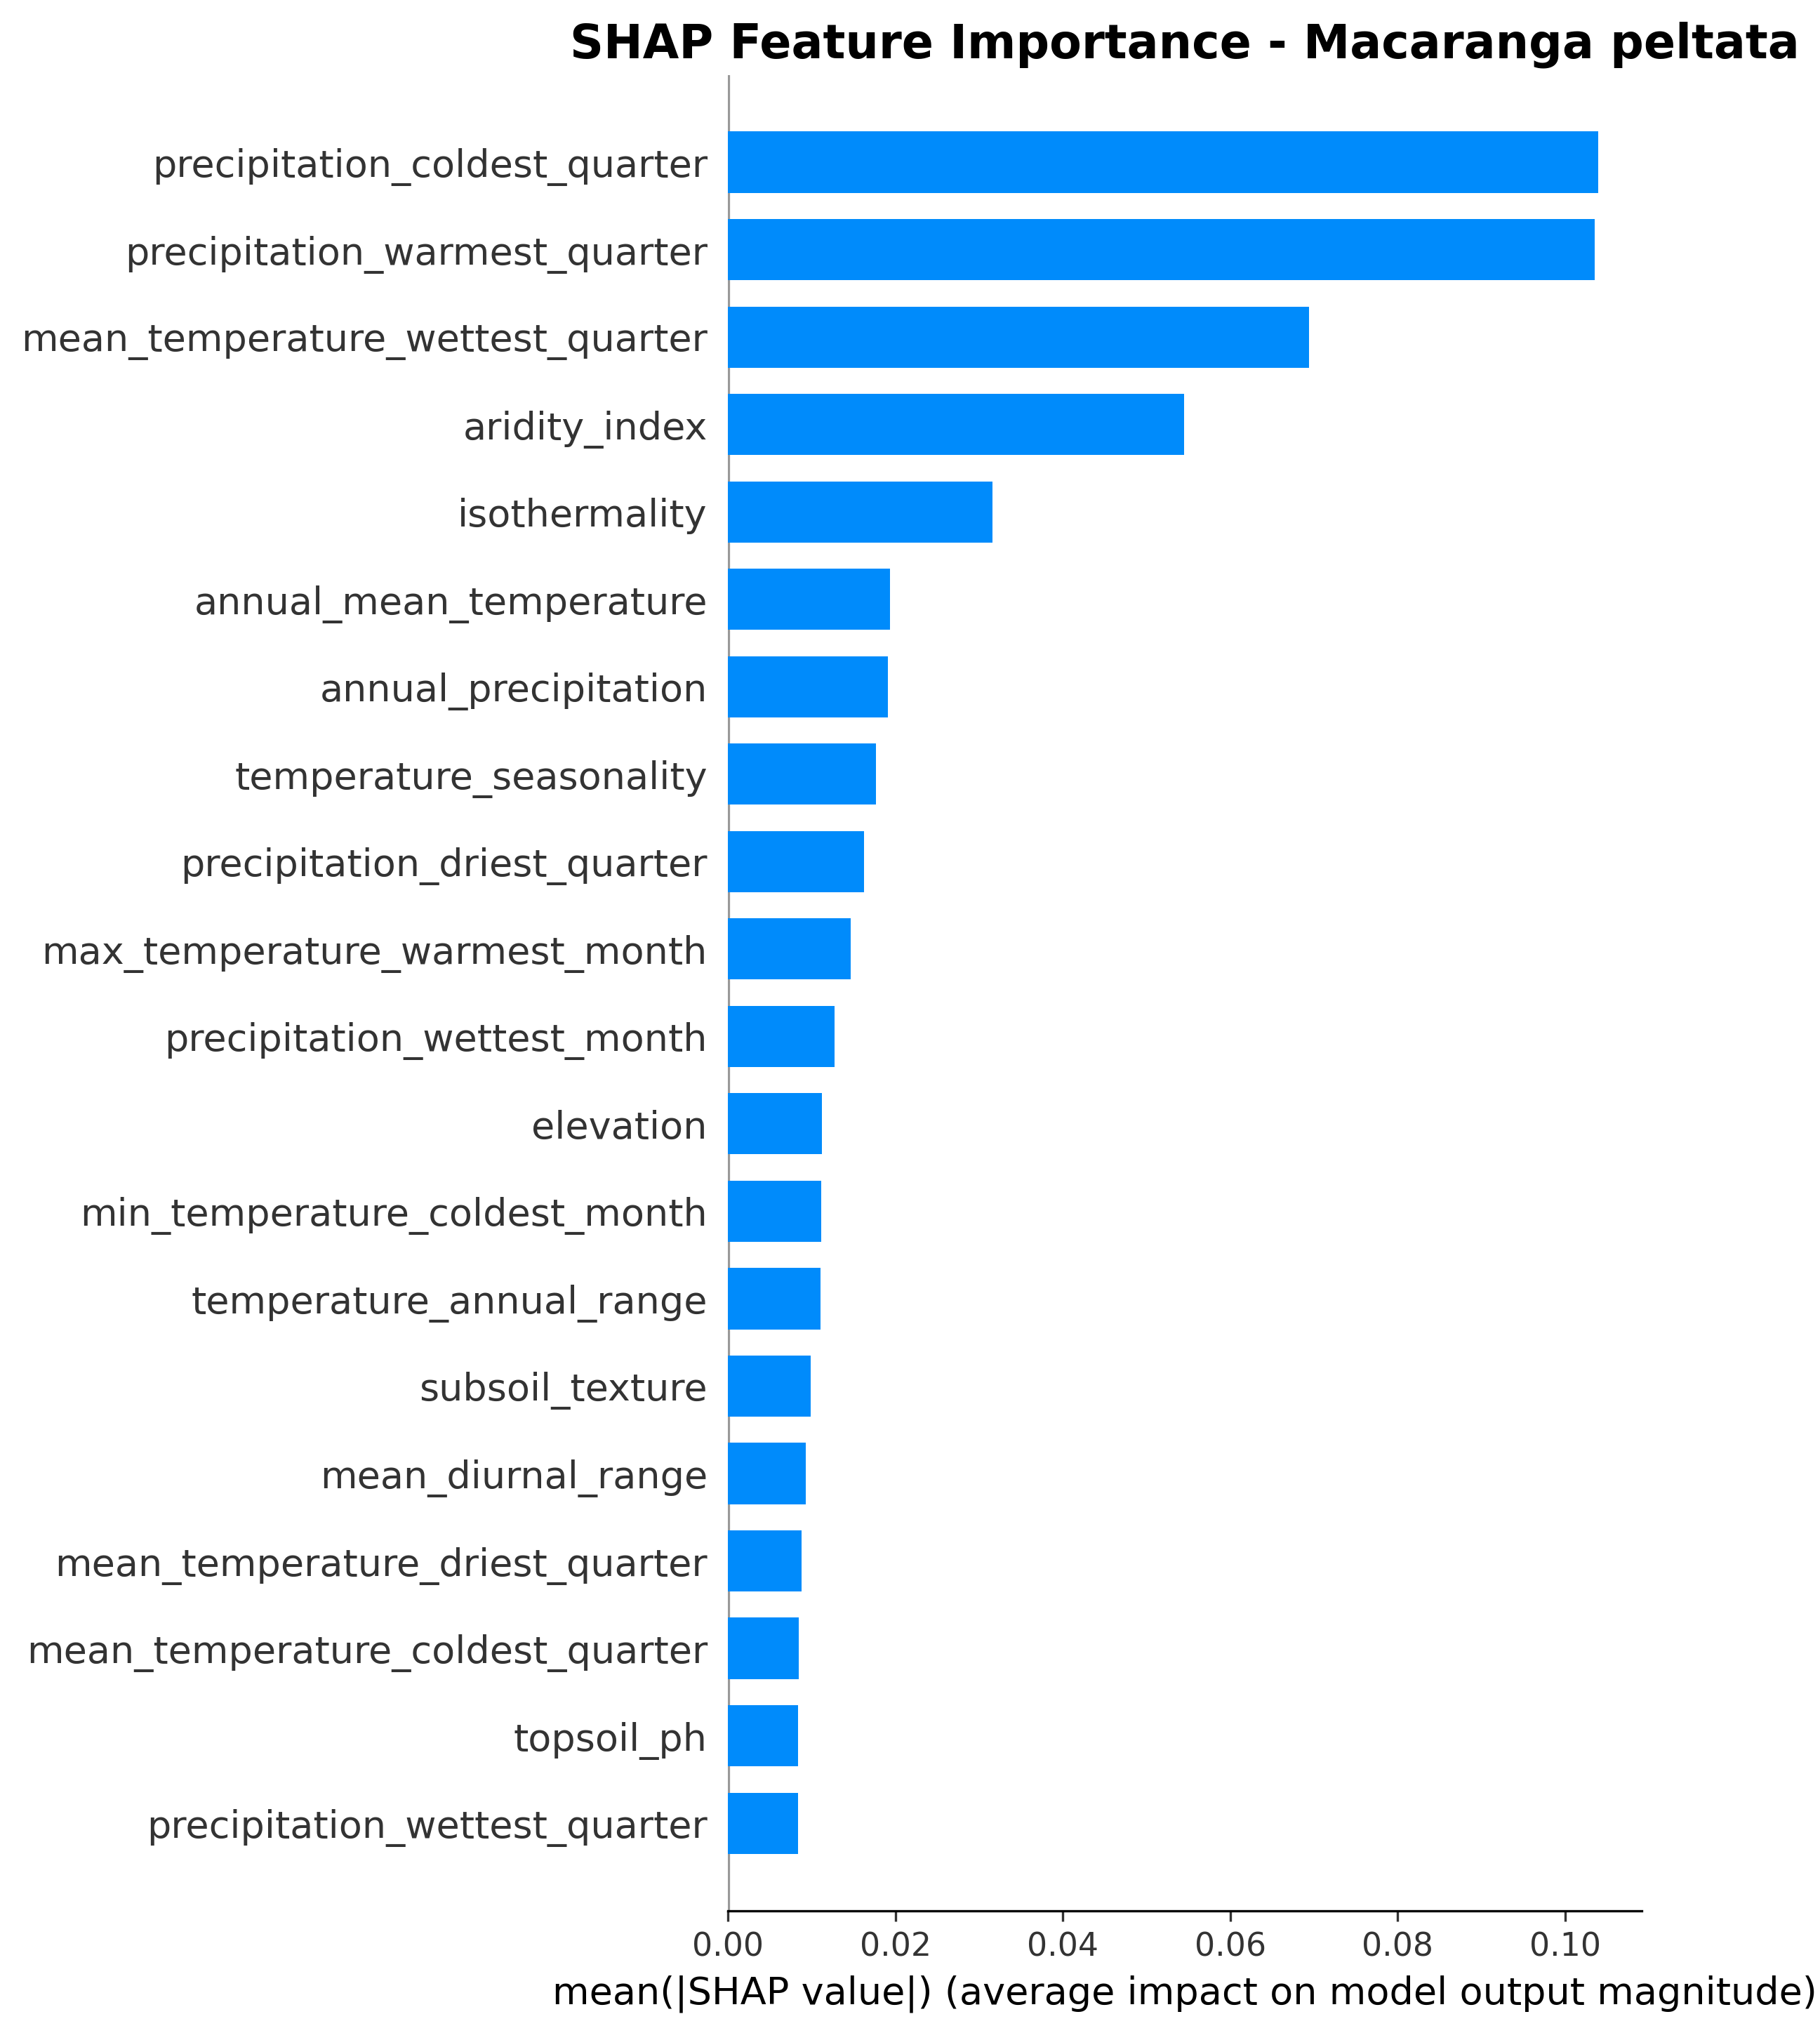 SHAP Feature Importance - Macaranga peltata
precipitation_coldest_quarter
precipitation_warmest_quarter
mean_temperature_wettest_quarter
aridity_index
isothermality
annual_mean_temperature
annual_precipitation
temperature_seasonality
precipitation_driest_quarter
max_temperature_warmest_month
precipitation_wettest_month
elevation
min_temperature_coldest_month
temperature_annual_range
subsoil_texture
mean_diurnal_range
mean_temperature_driest_quarter
mean_temperature_coldest_quarter
topsoil_ph
precipitation_wettest_quarter
0.00 0.02 0.04 0.06 0.08 0.10
mean(|SHAP value|) (average impact on model output magnitude)